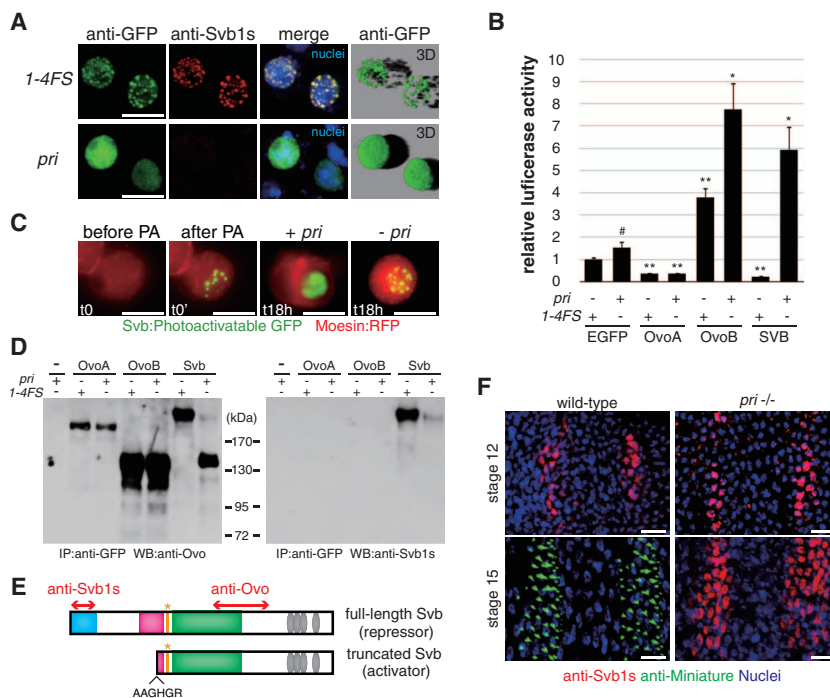 A
anti-GFP anti-Svb1s merge anti-GFP
1-4FS
nuclei
3D
pri
nuclei
3D
C
before PA after PA + pri - pri
t0 t0' t18h t18h
Svb:Photoactivatable GFP Moesin:RFP
B
relative luficerase activity
10
9
8
7
6
5
4
3
2
1
0
# ** ** ** * ** *
pri - + - + - + - +
1-4FS + - + - + - + -
EGFP OvoA OvoB SVB
D
- OvoA OvoB Svb
pri + - + - + - +
1-4FS - + - + - + -
(kDa)
170
130
95
72
IP:anti-GFP WB:anti-Ovo
- OvoA OvoB Svb
+ - + - + - +
- + - + - + -
IP:anti-GFP WB:anti-Svb1s
E
anti-Svb1s anti-Ovo
*
full-length Svb
(repressor)
*
truncated Svb
(activator)
AAGHGR
F
wild-type pri -/-
stage 12
stage 15
anti-Svb1s anti-Miniature Nuclei